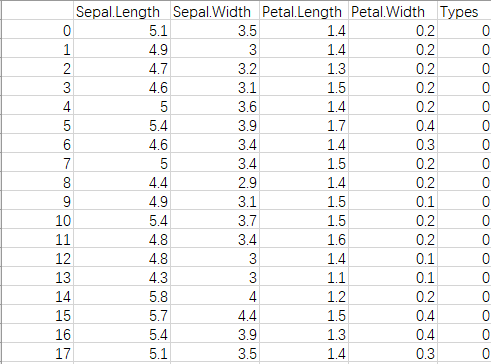 Sepal.Length Sepal.Width Petal.Length Petal.Width Types
0 5.1 3.5 1.4 0.2 0
1 4.9 3 1.4 0.2 0
2 4.7 3.2 1.3 0.2 0
3 4.6 3.1 1.5 0.2 0
4 5 3.6 1.4 0.2 0
5 5.4 3.9 1.7 0.4 0
6 4.6 3.4 1.4 0.3 0
7 5 3.4 1.5 0.2 0
8 4.4 2.9 1.4 0.2 0
9 4.9 3.1 1.5 0.1 0
10 5.4 3.7 1.5 0.2 0
11 4.8 3.4 1.6 0.2 0
12 4.8 3 1.4 0.1 0
13 4.3 3 1.1 0.1 0
14 5.8 4 1.2 0.2 0
15 5.7 4.4 1.5 0.4 0
16 5.4 3.9 1.3 0.4 0
17 5.1 3.5 1.4 0.3 0